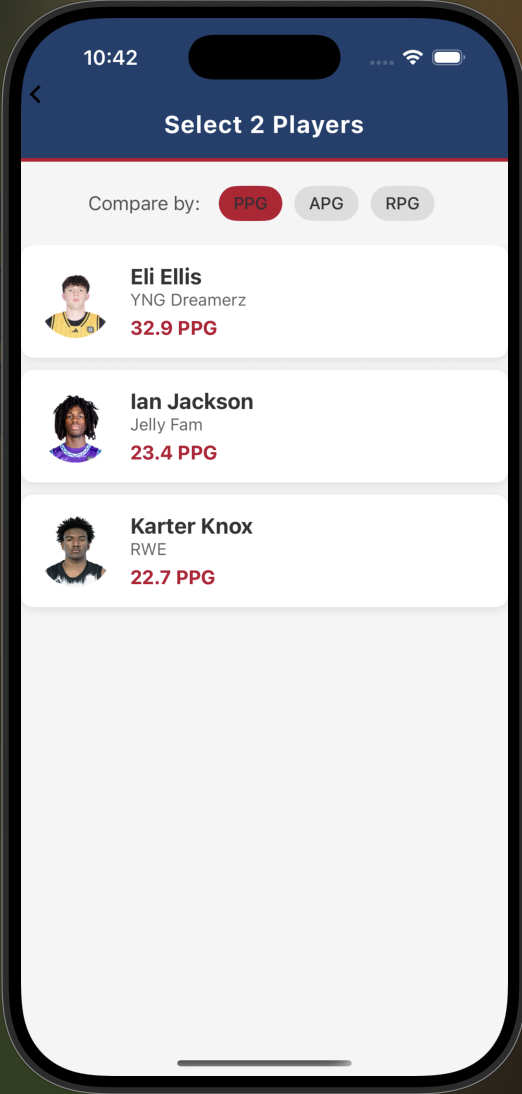 10:42
Select 2 Players
Compare by: PPG APG RPG
Eli Ellis
YNG Dreamerz
32.9 PPG
Ian Jackson
Jelly Fam
23.4 PPG
Karter Knox
RWE
22.7 PPG